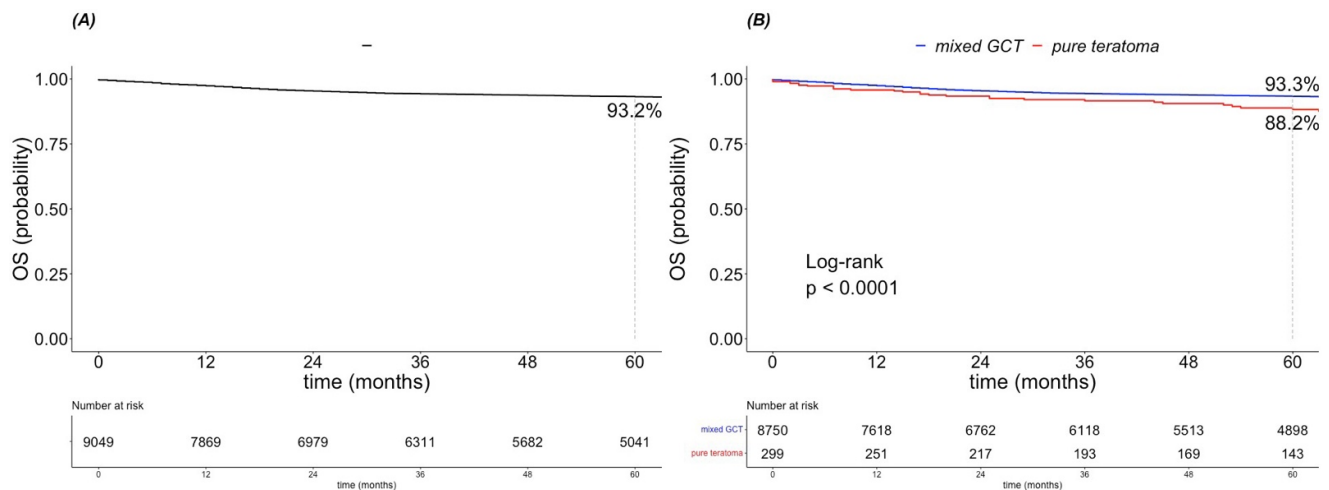 (A)
1.00
0.75
0.50
0.25
0.00
OS (probability)
93.2%
0 12 24 36 48 60
time (months)
Number at risk
9049 7869 6979 6311 5682 5041
0 12 24 36 48 60
time (months)
(B)
mixed GCT pure teratoma
1.00
0.75
0.50
0.25
0.00
OS (probability)
93.3%
88.2%
Log-rank
p < 0.0001
0 12 24 36 48 60
time (months)
Number at risk
mixed GCT 8750 7618 6762 6118 5513 4898
pure teratoma 299 251 217 193 169 143
0 12 24 36 48 60
time (months)